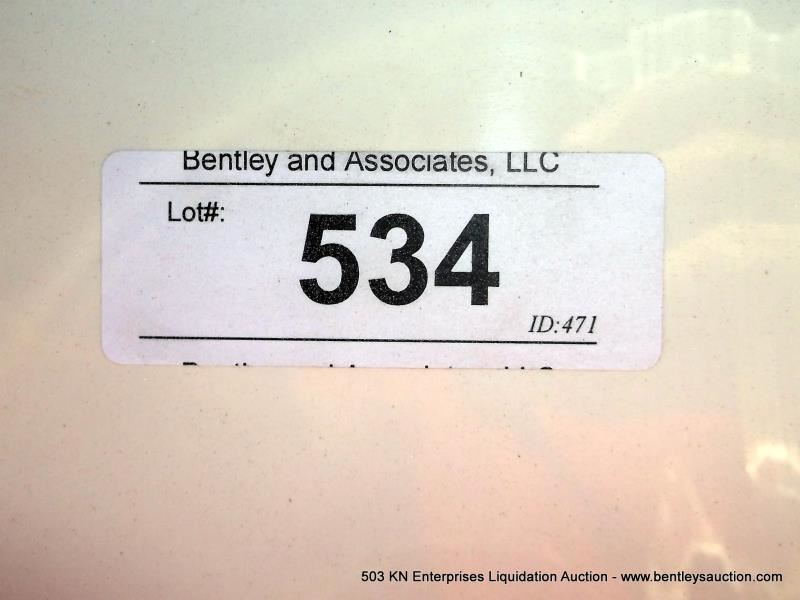 Bentley and Associates, LLC
Lot#:
534
ID:471
503 KN Enterprises Liquidation Auction - www.bentleysauction.com